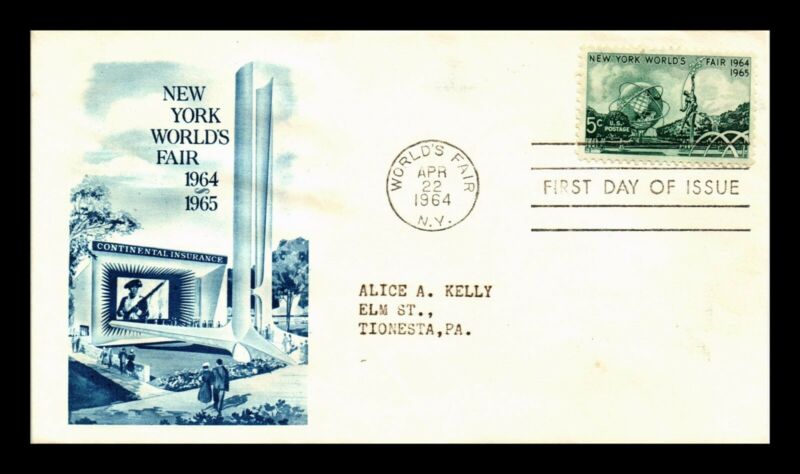 NEW
YORK
WORLD'S
FAIR
1964
1965
CONTINENTAL INSURANCE
WORLD'S FAIR
APR
22
1964
N.Y.
NEW YORK WORLD'S FAIR 1964
1965
5c U.S. POSTAGE
FIRST DAY OF ISSUE
ALICE A. KELLY
ELM ST.,
TIONESTA,PA.